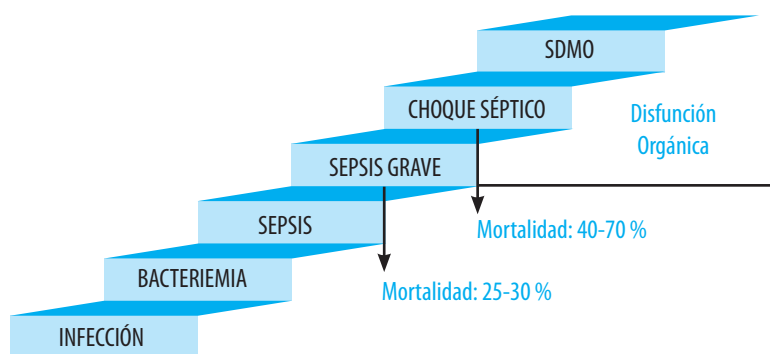 SDMO
CHOQUE SÉPTICO
Disfunción
Orgánica
SEPSIS GRAVE
SEPSIS
Mortalidad: 40-70 %
BACTERIEMIA
Mortalidad: 25-30 %
INFECCIÓN